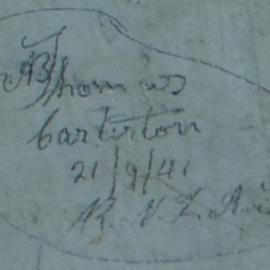 Thomas
Carterton
21/9/41
R. N. Z. A.